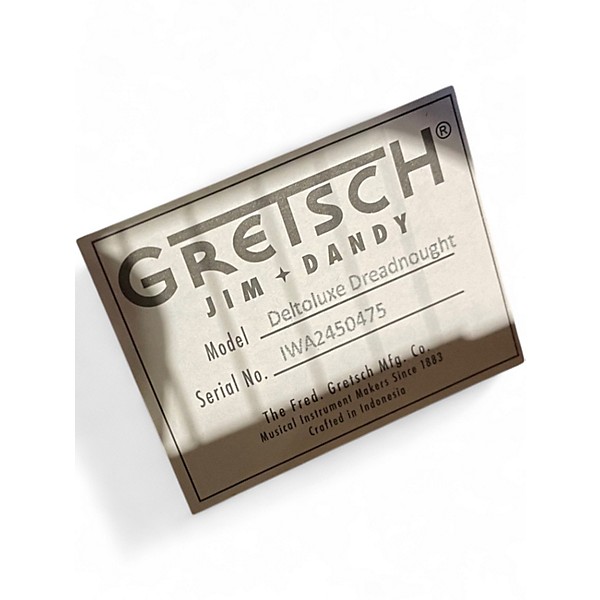 GRETSCH®
JIM + DANDY
Model Deltoluxe Dreadnought
Serial No. IWA2450475
The Fred. Gretsch Mfg. Co.
Musical Instrument Makers Since 1883
Crafted in Indonesia